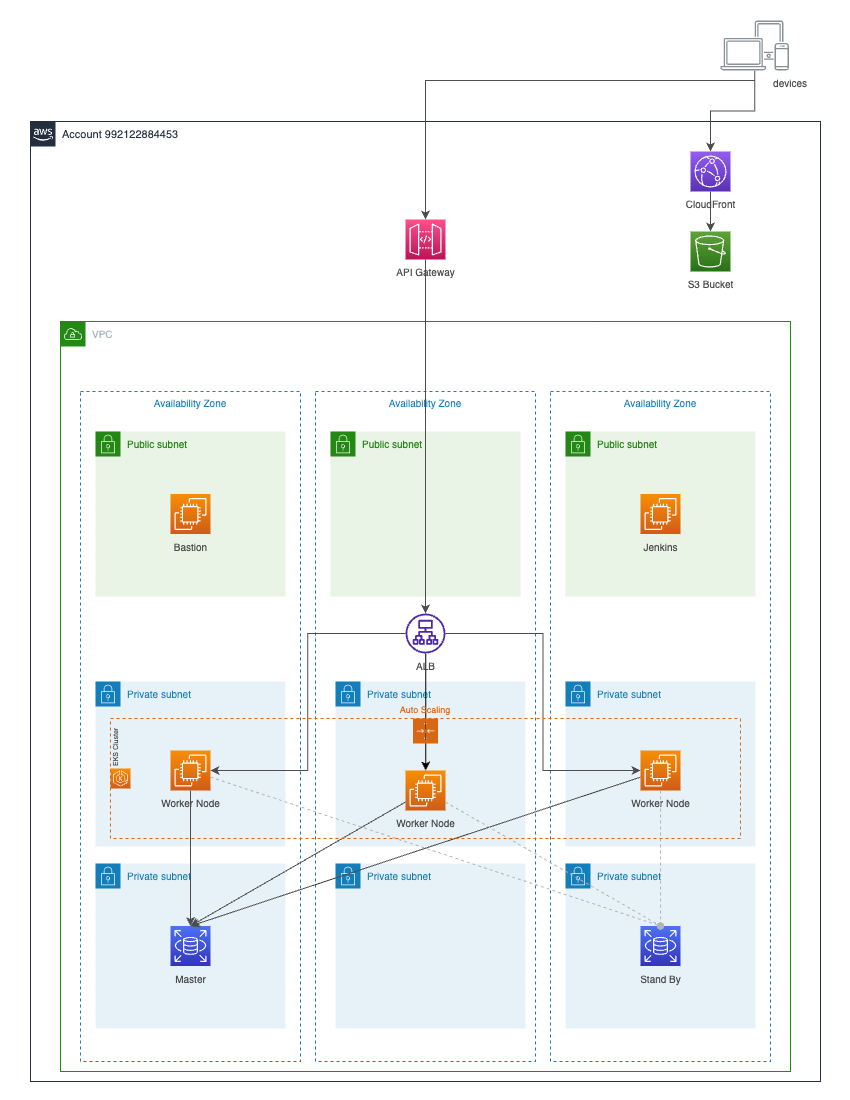 devices
aws
Account 992122884453
CloudFront
API Gateway
S3 Bucket
VPC
Availability Zone
Availability Zone
Availability Zone
Public subnet
Public subnet
Public subnet
Bastion
Jenkins
ALB
Private subnet
Private subnet
Private subnet
Auto Scaling
EKS Cluster
Worker Node
Worker Node
Worker Node
Private subnet
Private subnet
Private subnet
Master
Stand By